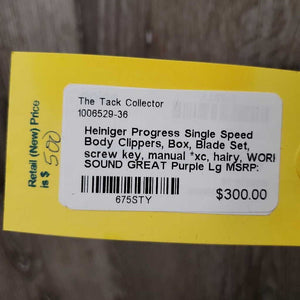 The Tack Collector
1006529-36
Heiniger Progress Single Speed
Body Clippers, Box, Blade Set,
screw key, manual *xc, hairy, WORK
SOUND GREAT Purple Lg MSRP:
$300.00
675STY
Retail (New) Price
is $ 500